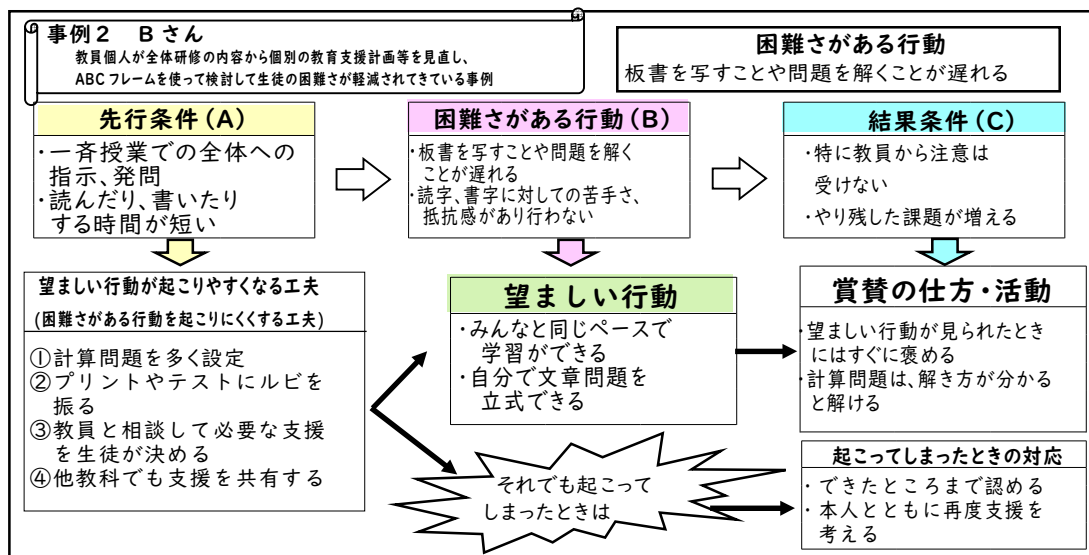 事例2　Bさん
教員個人が全体研修の内容から個別の教育支援計画等を見直し、
ABCフレームを使って検討して生徒の困難さが軽減されてきている事例
困難さがある行動
板書を写すことや問題を解くことが遅れる
先行条件(A)
・一斉授業での全体への
指示、発問
・読んだり、書いたり
する時間が短い
困難さがある行動(B)
・板書を写すことや問題を解く
ことが遅れる
・読字、書字に対しての苦手さ、
抵抗感があり行わない
結果条件(C)
・特に教員から注意は
受けない
・やり残した課題が増える
望ましい行動が起こりやすくなる工夫
(困難さがある行動を起こりにくくする工夫)
①計算問題を多く設定
②プリントやテストにルビを
振る
③教員と相談して必要な支援
を生徒が決める
④他教科でも支援を共有する
望ましい行動
・みんなと同じペースで
学習ができる
・自分で文章問題を
立式できる
賞賛の仕方・活動
・望ましい行動が見られたとき
にはすぐに褒める
・計算問題は、解き方が分かる
と解ける
それでも起こって
しまったときは
起こってしまったときの対応
・できたところまで認める
・本人とともに再度支援を
考える